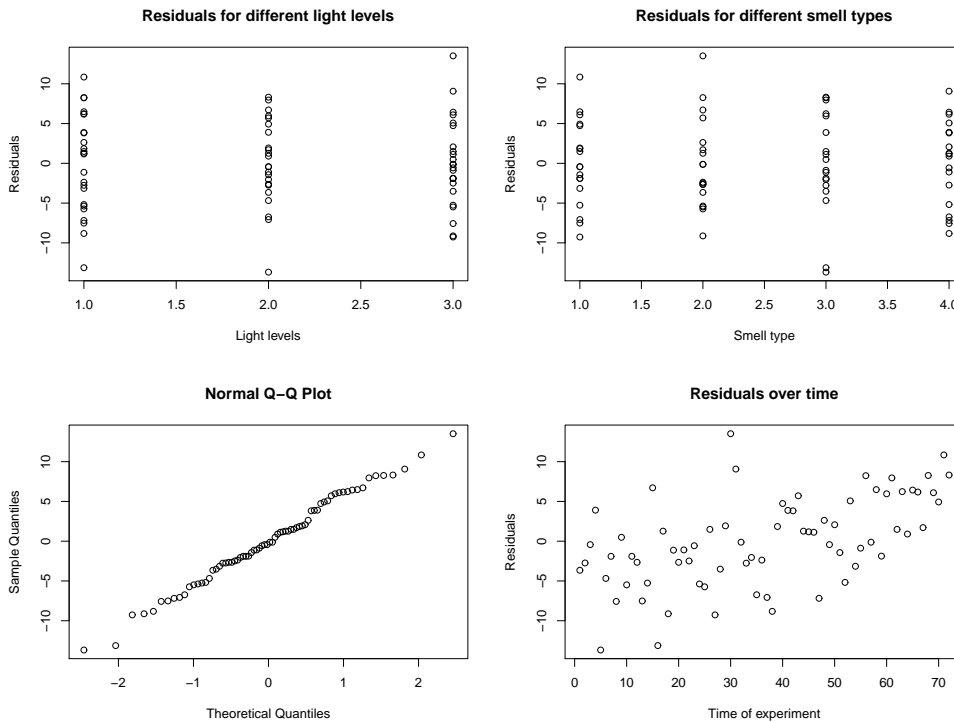 Residuals for different light levels
Residuals
−10 −5 0 5 10
1.0 1.5 2.0 2.5 3.0
Light levels
Residuals for different smell types
Residuals
−10 −5 0 5 10
1.0 1.5 2.0 2.5 3.0 3.5 4.0
Smell type
Normal Q−Q Plot
Sample Quantiles
−10 −5 0 5 10
−2 −1 0 1 2
Theoretical Quantiles
Residuals over time
Residuals
−10 −5 0 5 10
0 10 20 30 40 50 60 70
Time of experiment